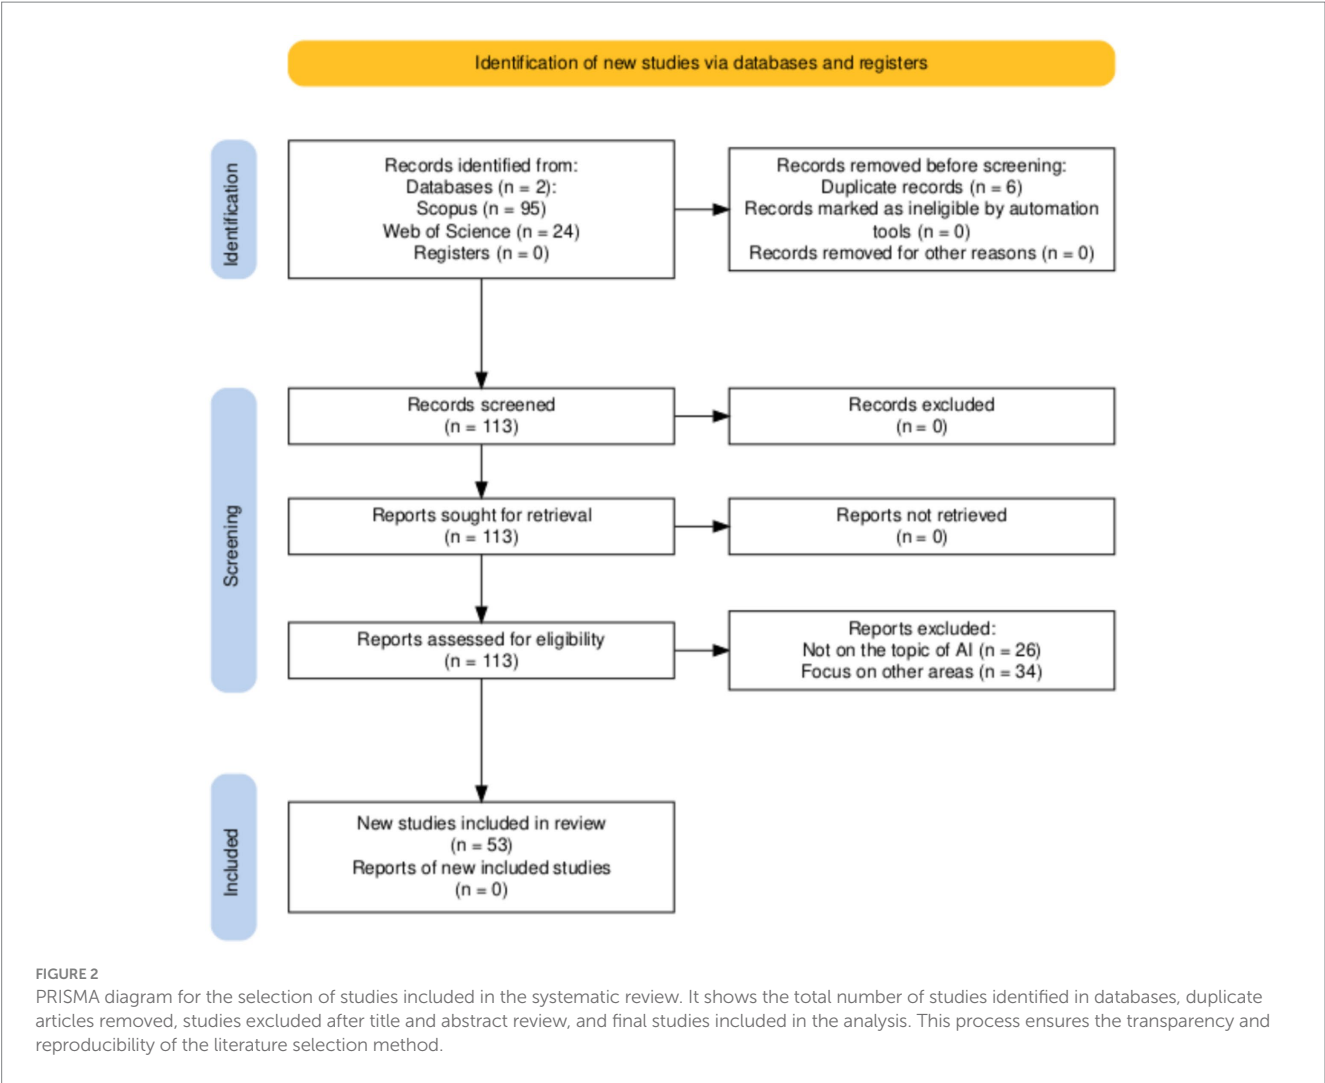 Identification of new studies via databases and registers
Identification
Records identified from:
Databases (n = 2):
Scopus (n = 95)
Web of Science (n = 24)
Registers (n = 0)
Records removed before screening:
Duplicate records (n = 6)
Records marked as ineligible by automation
tools (n = 0)
Records removed for other reasons (n = 0)
Screening
Records screened
(n = 113)
Records excluded
(n = 0)
Reports sought for retrieval
(n = 113)
Reports not retrieved
(n = 0)
Reports assessed for eligibility
(n = 113)
Reports excluded:
Not on the topic of AI (n = 26)
Focus on other areas (n = 34)
Included
New studies included in review
(n = 53)
Reports of new included studies
(n = 0)
FIGURE 2
PRISMA diagram for the selection of studies included in the systematic review. It shows the total number of studies identified in databases, duplicate
articles removed, studies excluded after title and abstract review, and final studies included in the analysis. This process ensures the transparency and
reproducibility of the literature selection method.